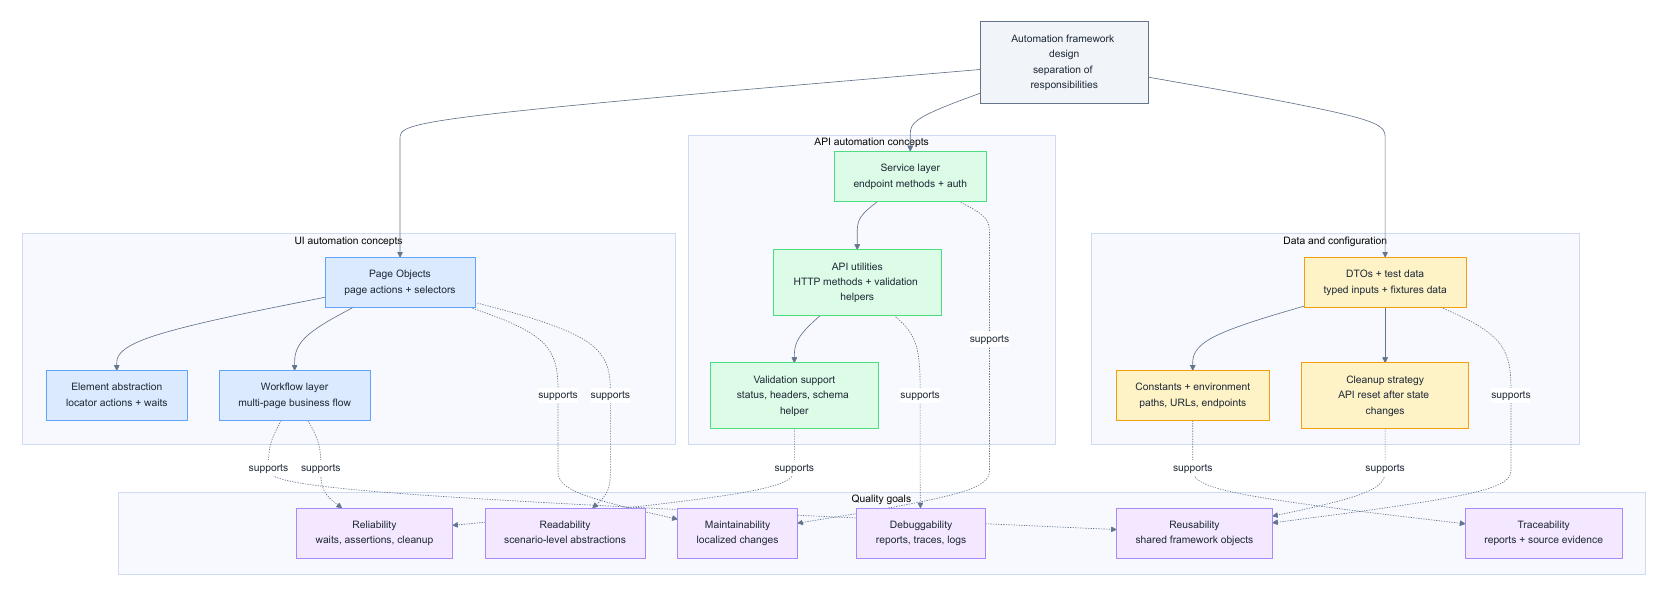 Automation framework
design
separation of
responsibilities
API automation concepts
Service layer
endpoint methods + auth
UI automation concepts
Page Objects
page actions + selectors
API utilities
HTTP methods + validation
helpers
Data and configuration
DTOs + test data
typed inputs + fixtures data
supports
Element abstraction
locator actions + waits
Workflow layer
multi-page business flow
supports
supports
Validation support
status, headers, schema
helper
supports
Constants + environment
paths, URLs, endpoints
Cleanup strategy
API reset after state
changes
supports
supports
supports
supports
supports
supports
Quality goals
Reliability
waits, assertions, cleanup
Readability
scenario-level abstractions
Maintainability
localized changes
Debuggability
reports, traces, logs
Reusability
shared framework objects
Traceability
reports + source evidence